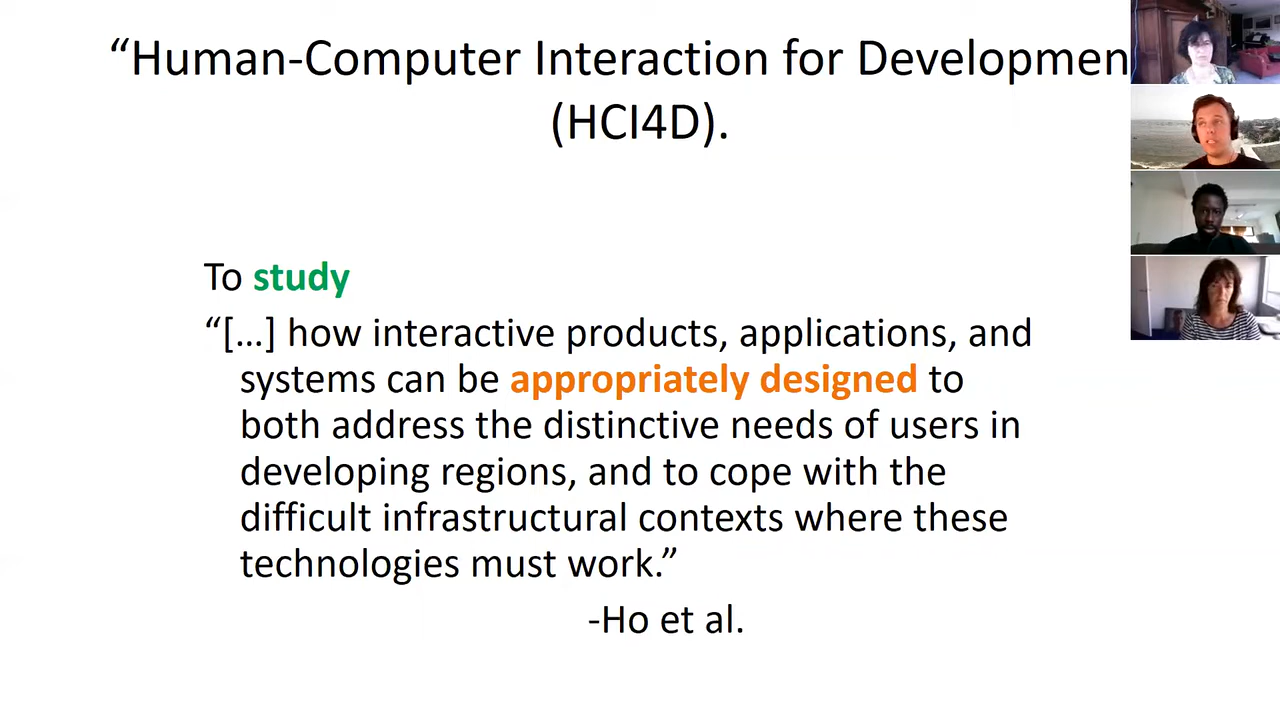 “Human-Computer Interaction for Developmen
(HCI4D).
To study
“[…] how interactive products, applications, and
systems can be appropriately designed to
both address the distinctive needs of users in
developing regions, and to cope with the
difficult infrastructural contexts where these
technologies must work.”
-Ho et al.